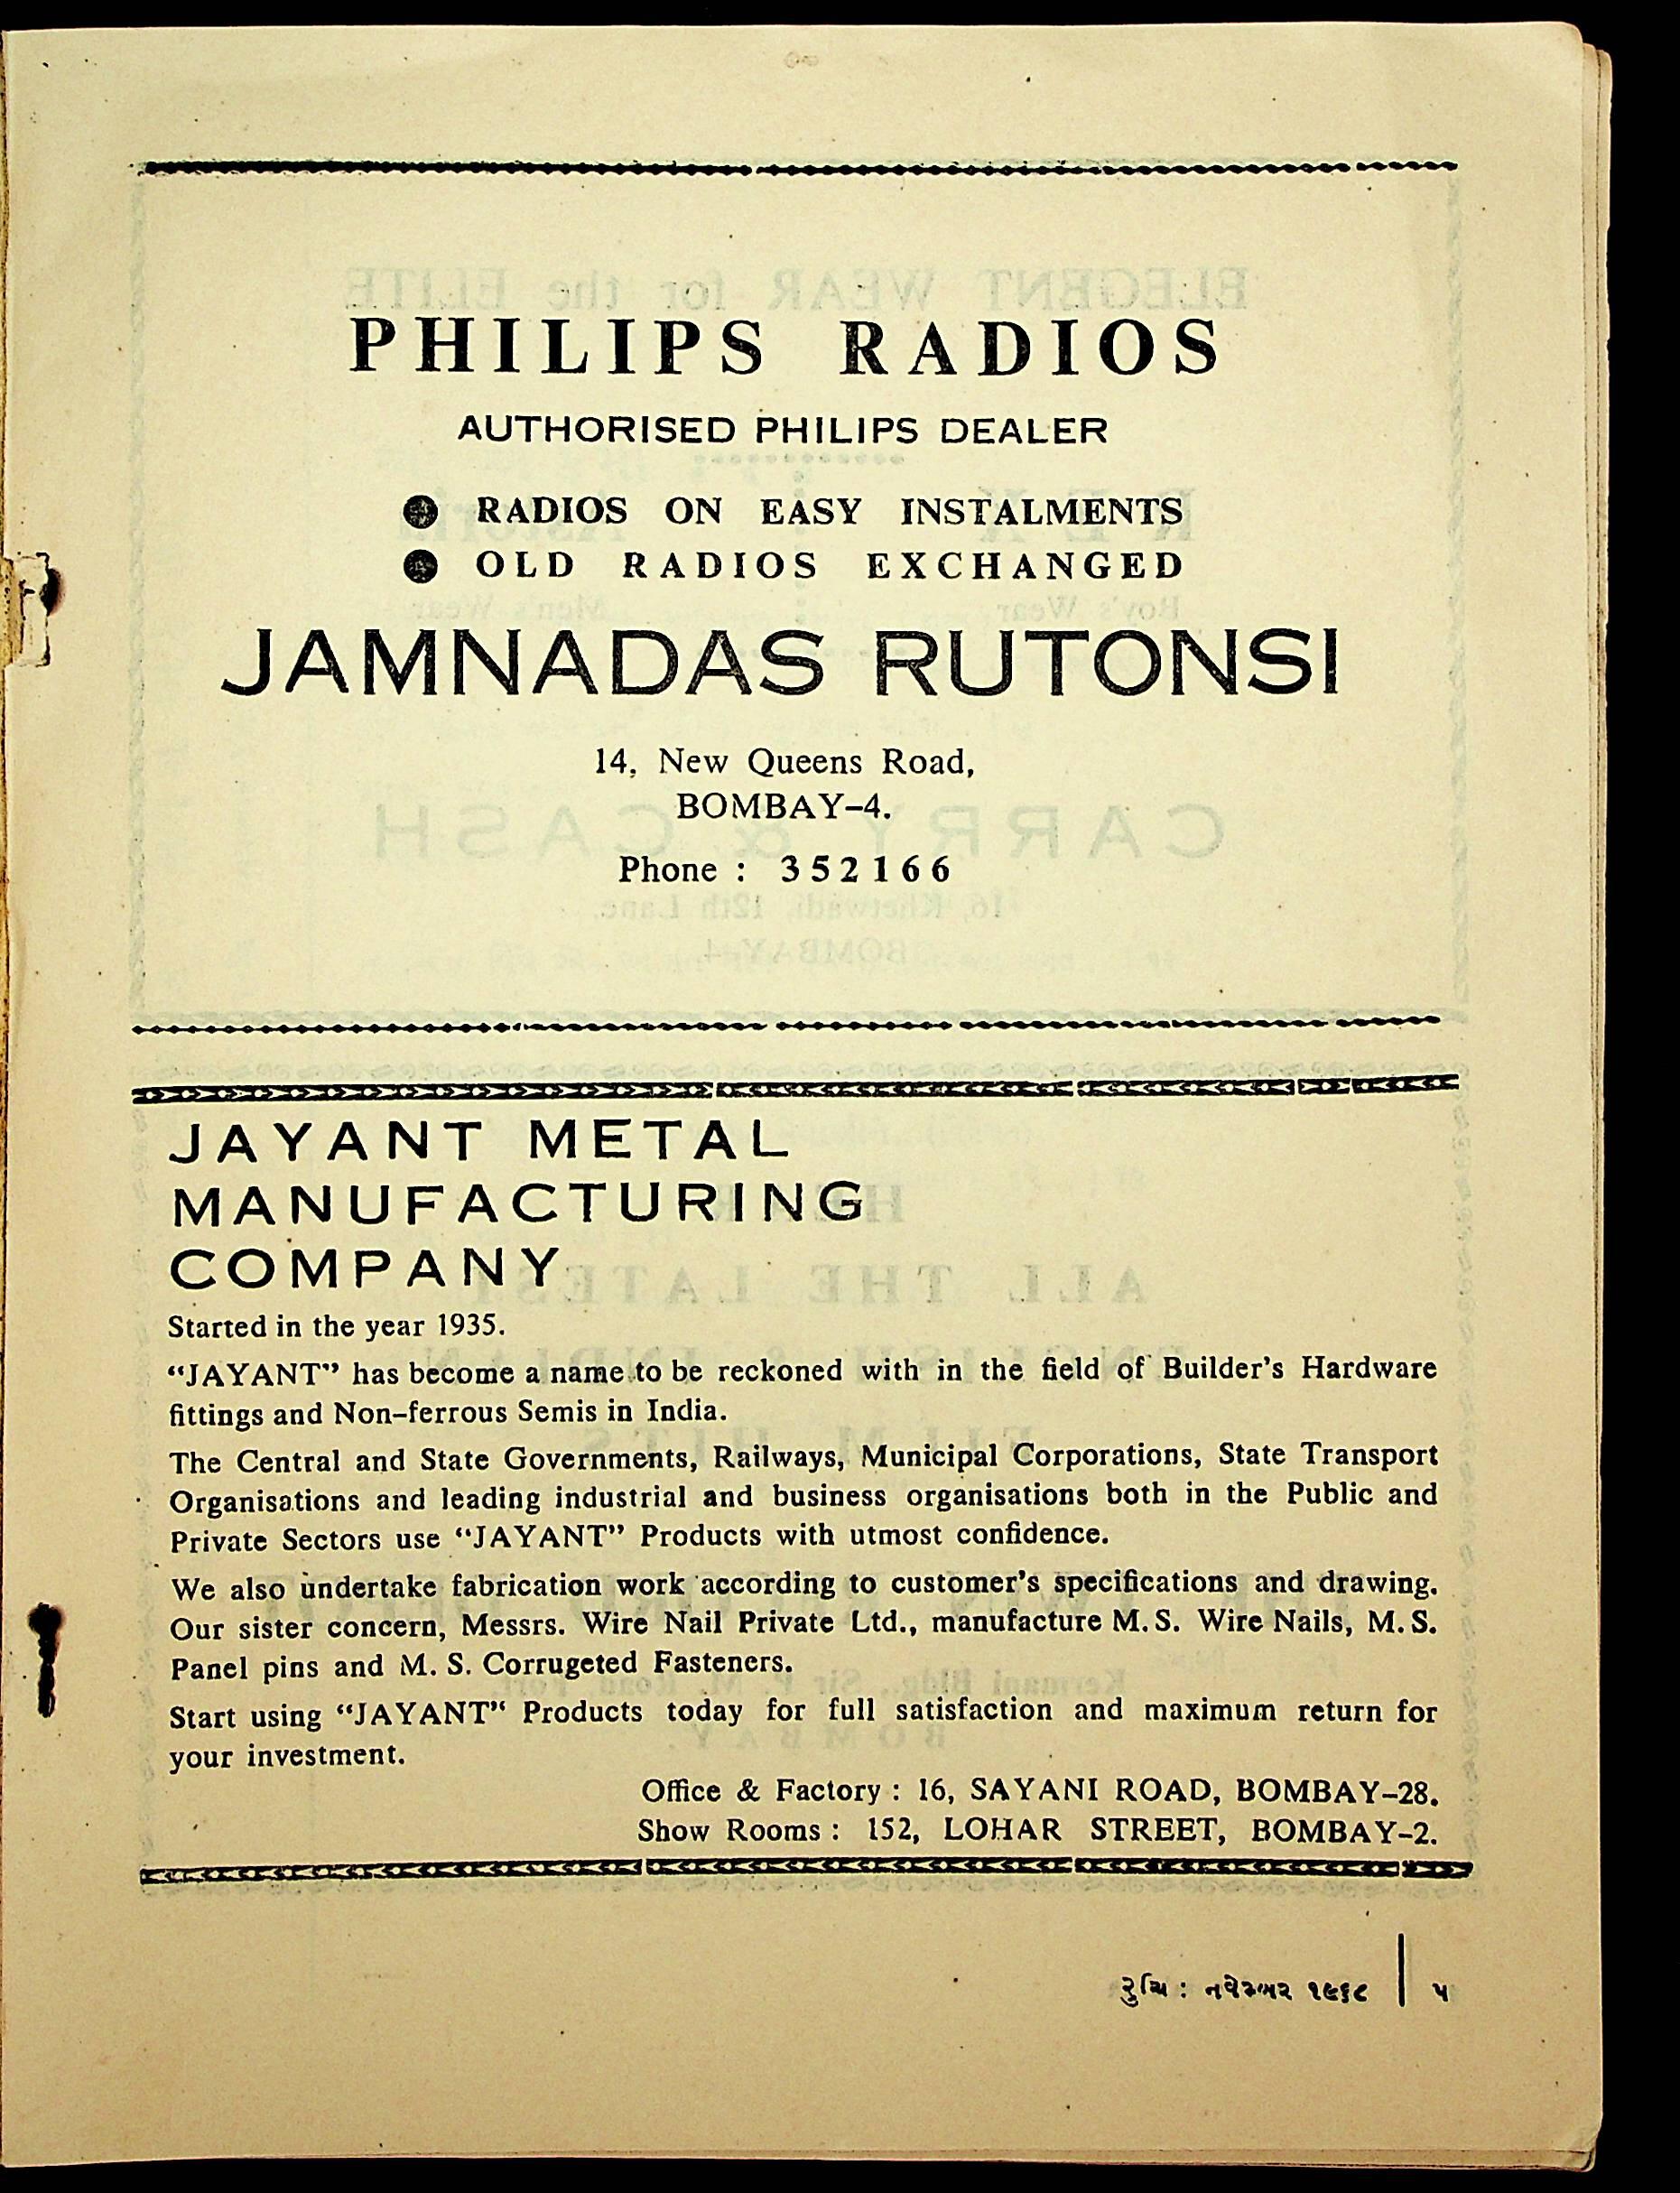 PHILIPS RADIOS
AUTHORISED PHILIPS DEALER
● RADIOS ON EASY INSTALMENTS
● OLD RADIOS EXCHANGED
JAMNADAS RUTONSI
14, New Queens Road,
BOMBAY-4.
Phone : 352166
JAYANT METAL
MANUFACTURING
COMPANY
Started in the year 1935.
“JAYANT” has become a name to be reckoned with in the field of Builder’s Hardware
fittings and Non-ferrous Semis in India.
The Central and State Governments, Railways, Municipal Corporations, State Transport
Organisations and leading industrial and business organisations both in the Public and
Private Sectors use “JAYANT” Products with utmost confidence.
We also undertake fabrication work according to customer’s specifications and drawing.
Our sister concern, Messrs. Wire Nail Private Ltd., manufacture M. S. Wire Nails, M. S.
Panel pins and M. S. Corrugeted Fasteners.
Start using “JAYANT“ Products today for full satisfaction and maximum return for
your investment.
Office & Factory : 16, SAYANI ROAD, BOMBAY-28.
Show Rooms : 152, LOHAR STREET, BOMBAY-2.
રુચિ : નવેમ્બર ૧૯૬૮ | ૫